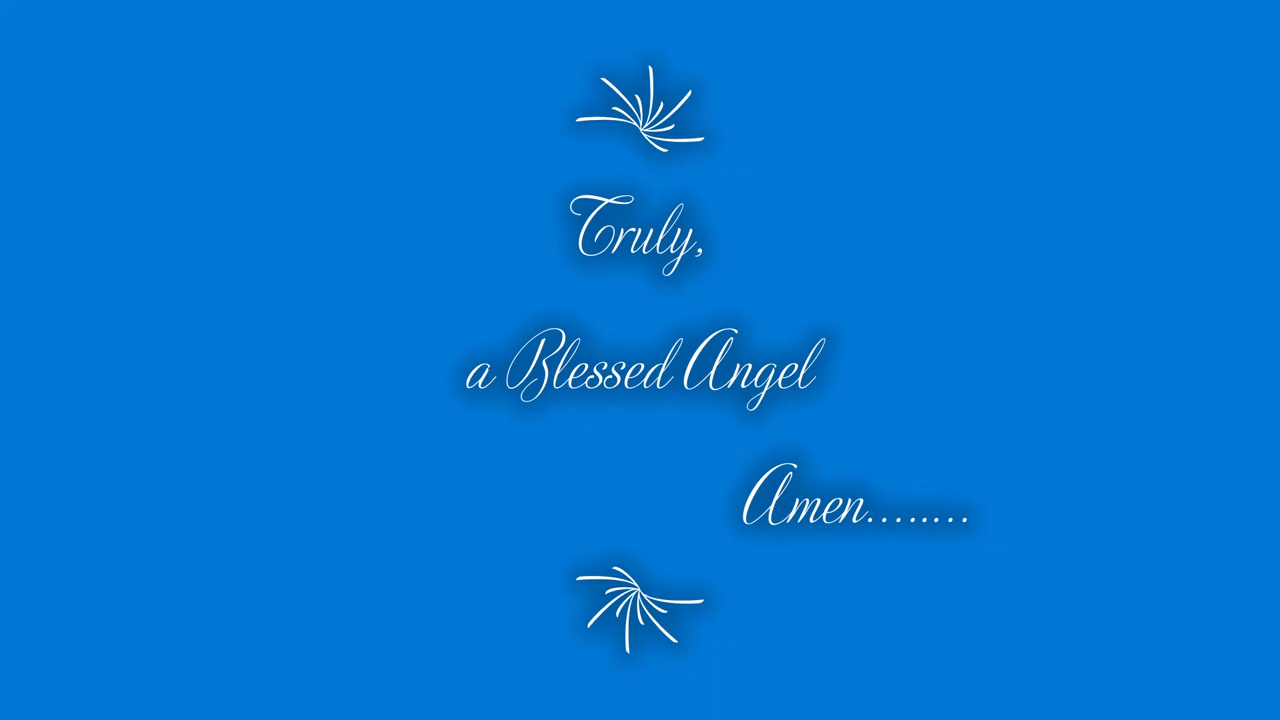 Truly,
a Blessed Angel
Amen........